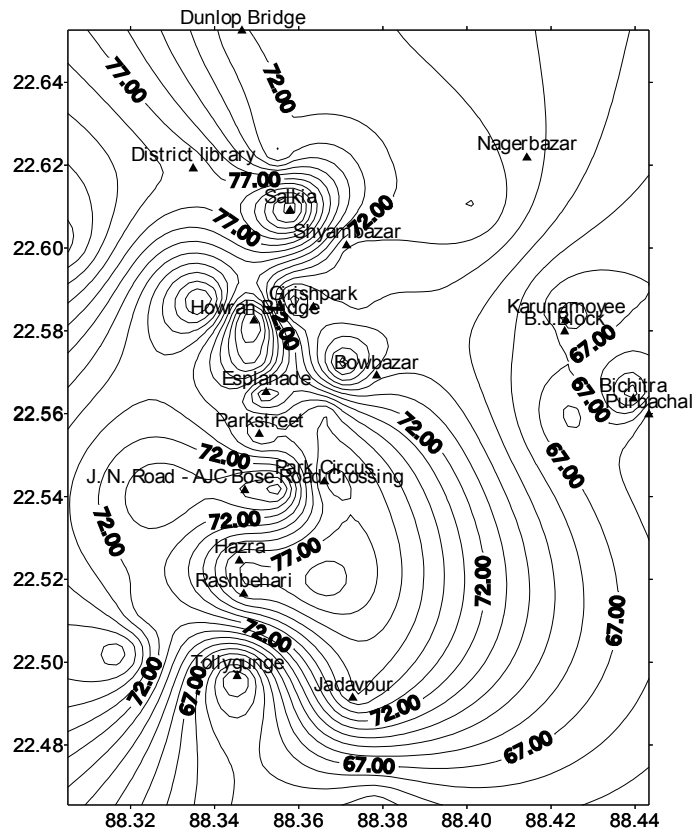 Dunlop Bridge
22.64
77.00
72.00
Nagerbazar
District library
22.62
77.00
Salkia
77.00
72.00
Shyambazar
22.60
Girishpark
Howrah Bridge
72.00
Karunamoyee
B.J.Block
22.58
67.00
Bowbazar
Esplanade
67.00
Bichitra
Purbachal
22.56
Parkstreet
72.00
72.00
67.00
Park Circus
J. N. Road - AJC Bose Road Crossing
22.54
72.00
72.00
Hazra
77.00
Rashbehari
22.52
72.00
67.00
72.00
22.50
Tollygunge
72.00
67.00
Jadavpur
72.00
22.48
67.00
67.00
88.32 88.34 88.36 88.38 88.40 88.42 88.44